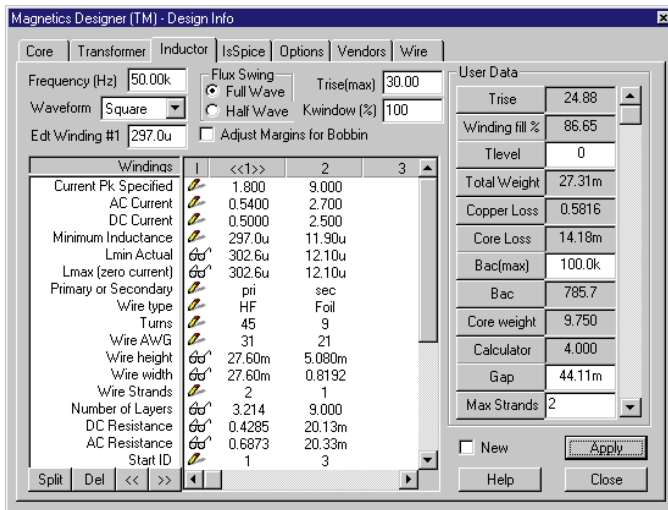 Magnetics Designer (TM) - Design Info
Core Transformer Inductor IsSpice Options Vendors Wire
Frequency (Hz) 50.00k
Waveform Square
Edt Winding #1 297.0u
Flux Swing
Full Wave
Half Wave
Trise(max) 30.00
Kwindow (%) 100
Adjust Margins for Bobbin
Windings I <<1>> 2 3
Current Pk Specified 1.800 9.000
AC Current 0.5400 2.700
DC Current 0.5000 2.500
Minimum Inductance 297.0u 11.90u
Lmin Actual 302.6u 12.10u
Lmax (zero current) 302.6u 12.10u
Primary or Secondary pri sec
Wire type HF Foil
Turns 45 9
Wire AWG 31 21
Wire height 27.60m 5.080m
Wire width 27.60m 0.8192
Wire Strands 2 1
Number of Layers 3.214 9.000
DC Resistance 0.4285 20.13m
AC Resistance 0.6873 20.33m
Start ID 1 3
Split Del << >>
User Data
Trise 24.88
Winding fill % 86.65
Tlevel 0
Total Weight 27.31m
Copper Loss 0.5816
Core Loss 14.18m
Bac(max) 100.0k
Bac 785.7
Core weight 9.750
Calculator 4.000
Gap 44.11m
Max Strands 2
New Apply
Help Close